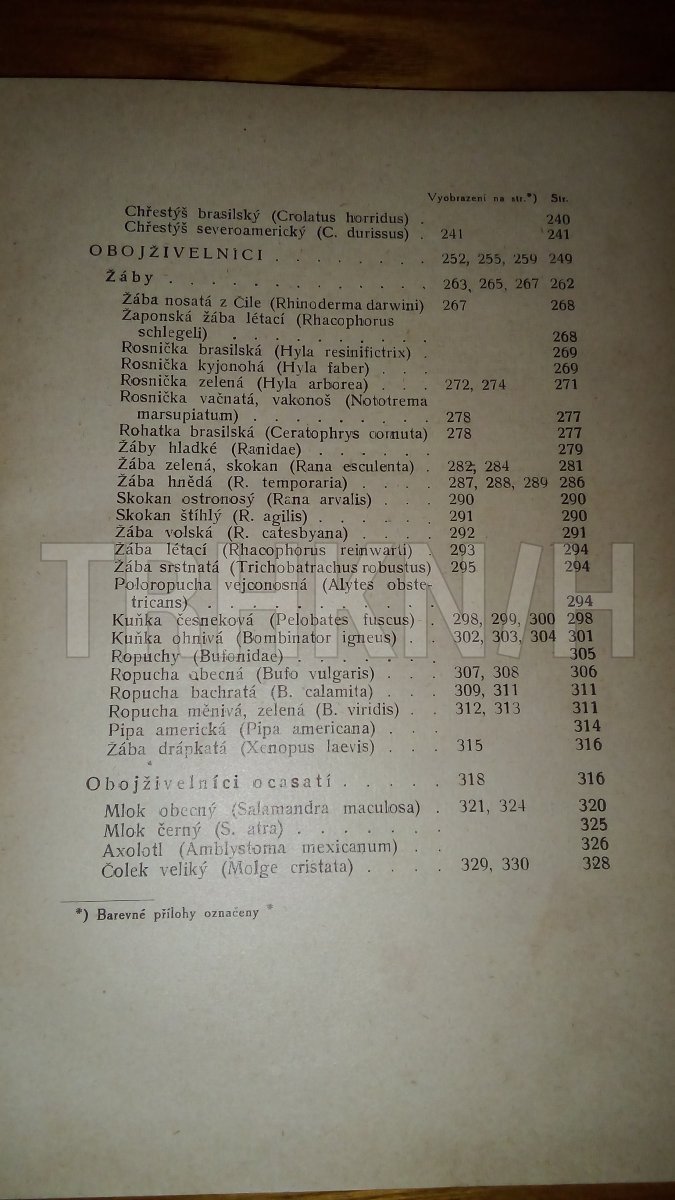 Vyobrazení na str.*) Str.
Chřestýš brasilský (Crolatus horridus) . 240
Chřestýš severoamerický (C. durissus) . 241 241
OBOJŽIVELNÍCI . . . . . . . 252, 255, 259 249
Žáby . . . . . . . . . . . . 263, 265, 267 262
Žába nosatá z Čile (Rhinoderma darwini) 267 268
Žaponská žába létací (Rhacophorus
schlegeli) . . . . . . . . . 268
Rosnička brasilská (Hyla resinifictrix) . 269
Rosnička kyjonohá (Hyla faber) . . . 269
Rosnička zelená (Hyla arborea) . . . 272, 274 271
Rosnička vačnatá, vakonoš (Nototrema
marsupiatum) . . . . . . . . 278 277
Rohatka brasilská (Ceratophrys cornuta) 278 277
Žáby hladké (Ranidae) . . . . . . 279
Žába zelená, skokan (Rana esculenta) . 282, 284 281
Žába hnědá (R. temporaria) . . . . 287, 288, 289 286
Skokan ostronosý (Rana arvalis) . . . 290 290
Skokan štíhlý (R. agilis) . . . . . . 291 290
Žába volská (R. catesbyana) . . . . 292 291
Žába létací (Rhacophorus reinwarti) . 293 294
Žába srstnatá (Trichobatrachus robustus) 295 294
Poloropucha vejconosná (Alytes obste-
tricans) . . . . . . . . . . . 294
Kuňka česneková (Pelobates fuscus) . 298, 299, 300 298
Kuňka ohnivá (Bombinator igneus) . . 302, 303, 304 301
Ropuchy (Bufonidae) . . . . . . . 305
Ropucha obecná (Bufo vulgaris) . . . 307, 308 306
Ropucha bachratá (B. calamita) . . . 309, 311 311
Ropucha měnivá, zelená (B. viridis) . . 312, 313 311
Pipa americká (Pipa americana) . . . 314
Žába drápkatá (Xenopus laevis) . . . 315 316
Obojživelníci ocasatí . . . . . 318 316
Mlok obecný (Salamandra maculosa) . 321, 324 320
Mlok černý (S. atra) . . . . . . . 325
Axolotl (Amblystoma mexicanum) . . 326
Čolek veliký (Molge cristata) . . . . 329, 330 328
*) Barevné přílohy označeny *